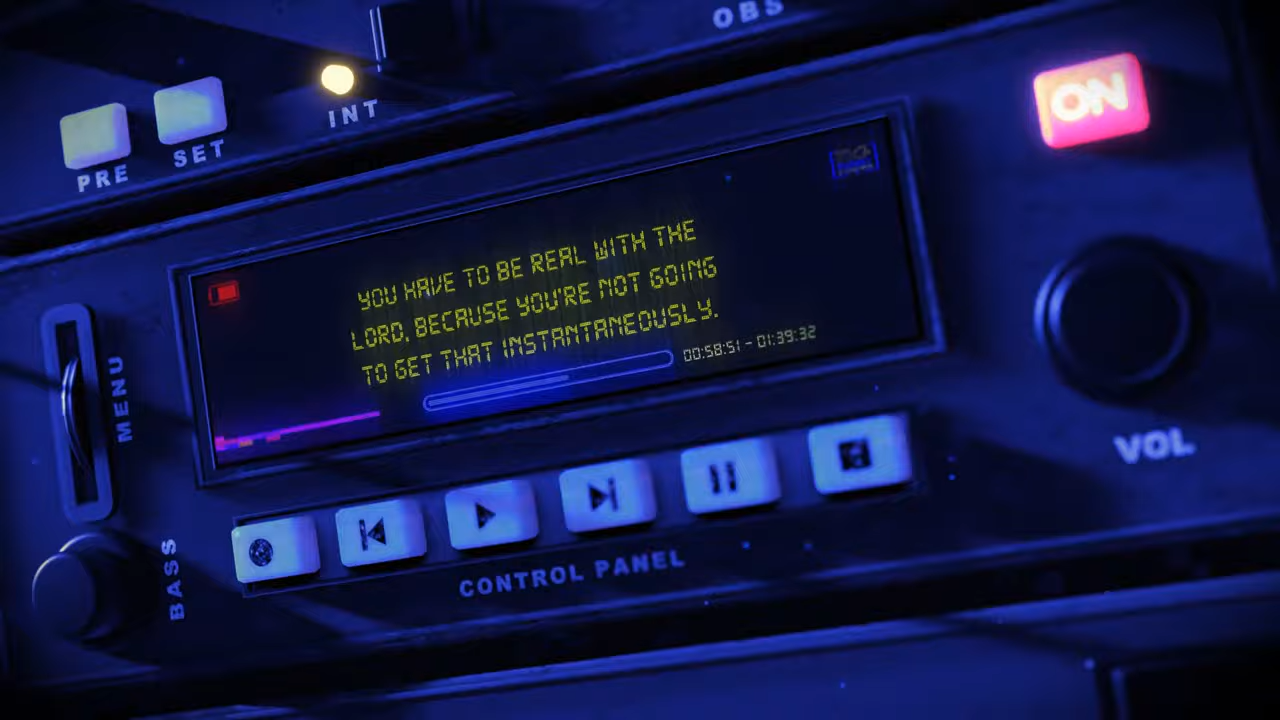 OBS
INT
PRE
SET
ON
YOU HAVE TO BE REAL WITH THE
LORD, BECAUSE YOU'RE NOT GOING
TO GET THAT INSTANTANEOUSLY.
00:58:51 - 01:39:32
MENU
VOL
BASS
CONTROL PANEL